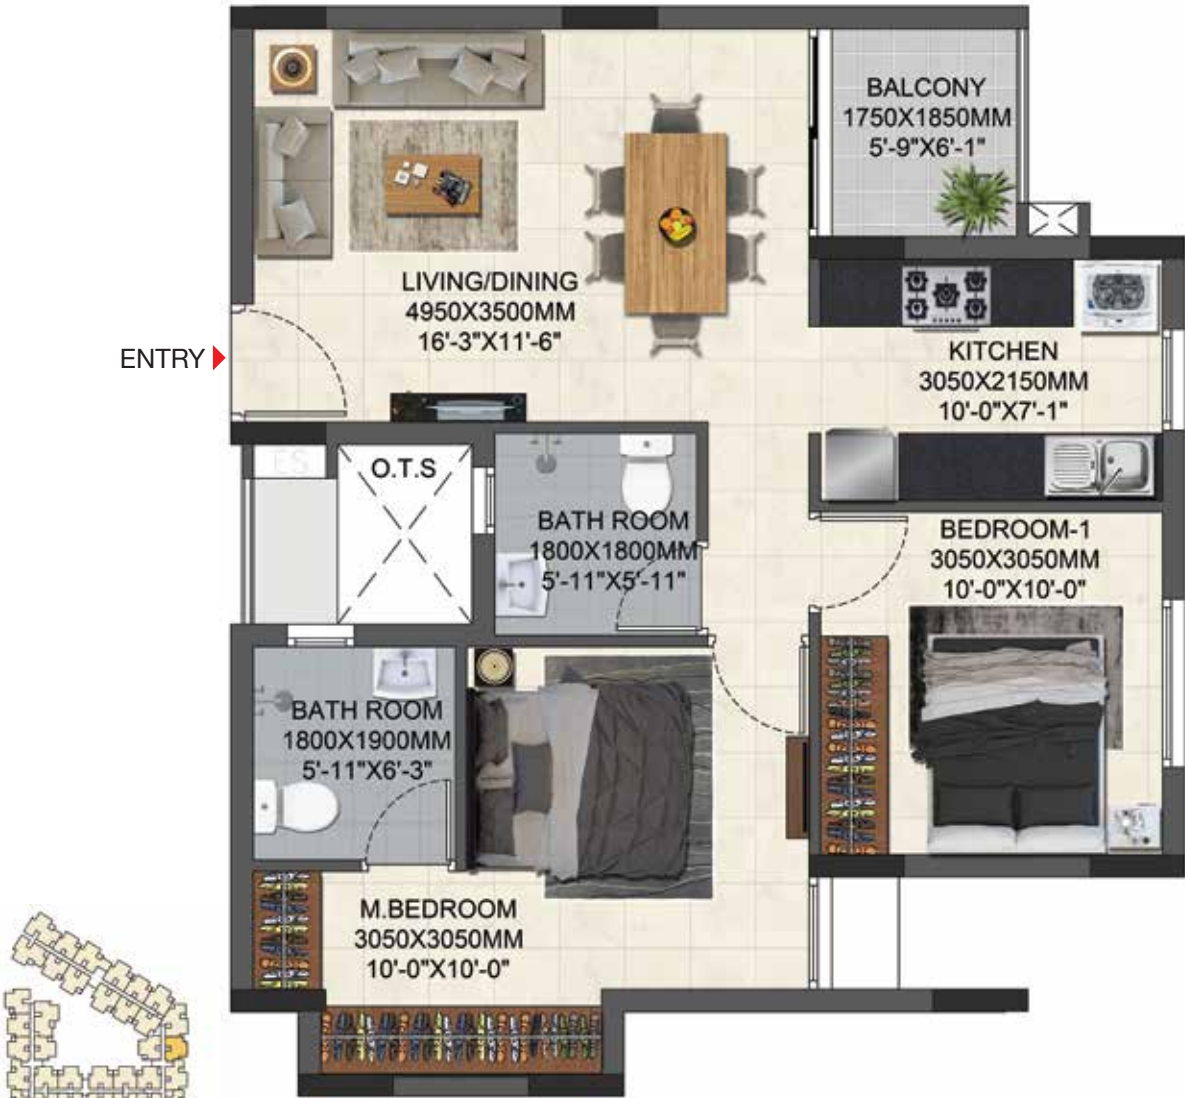 BALCONY
1750X1850MM
5'-9"X6'-1"
LIVING/DINING
4950X3500MM
16'-3"X11'-6"
ENTRY
KITCHEN
3050X2150MM
10'-0"X7'-1"
ES
O.T.S
BATH ROOM
1800X1800MM
5'-11"X5'-11"
BEDROOM-1
3050X3050MM
10'-0"X10'-0"
BATH ROOM
1800X1900MM
5'-11"X6'-3"
M.BEDROOM
3050X3050MM
10'-0"X10'-0"